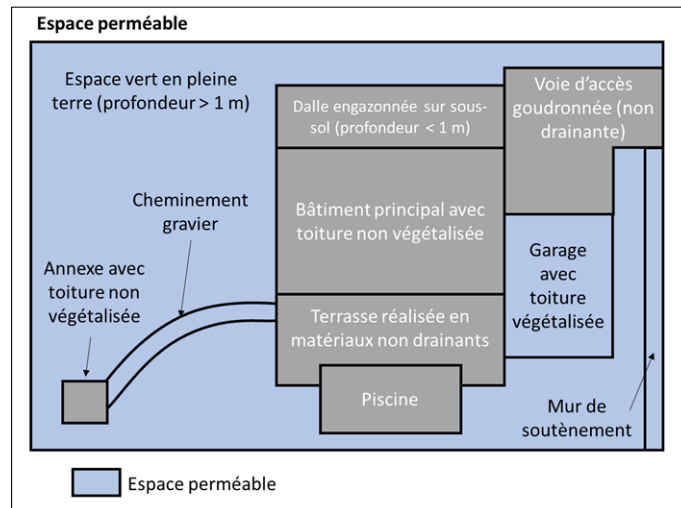 Espace perméable
Espace vert en pleine
terre (profondeur > 1 m)
Dalle engazonnée sur sous-
sol (profondeur < 1 m)
Voie d'accès
goudronnée (non
drainante)
Cheminement
gravier
Bâtiment principal avec
toiture non végétalisée
Garage
avec
toiture
végétalisée
Annexe avec
toiture non
végétalisée
Terrasse réalisée en
matériaux non drainants
Piscine
Mur de
soutènement
Espace perméable